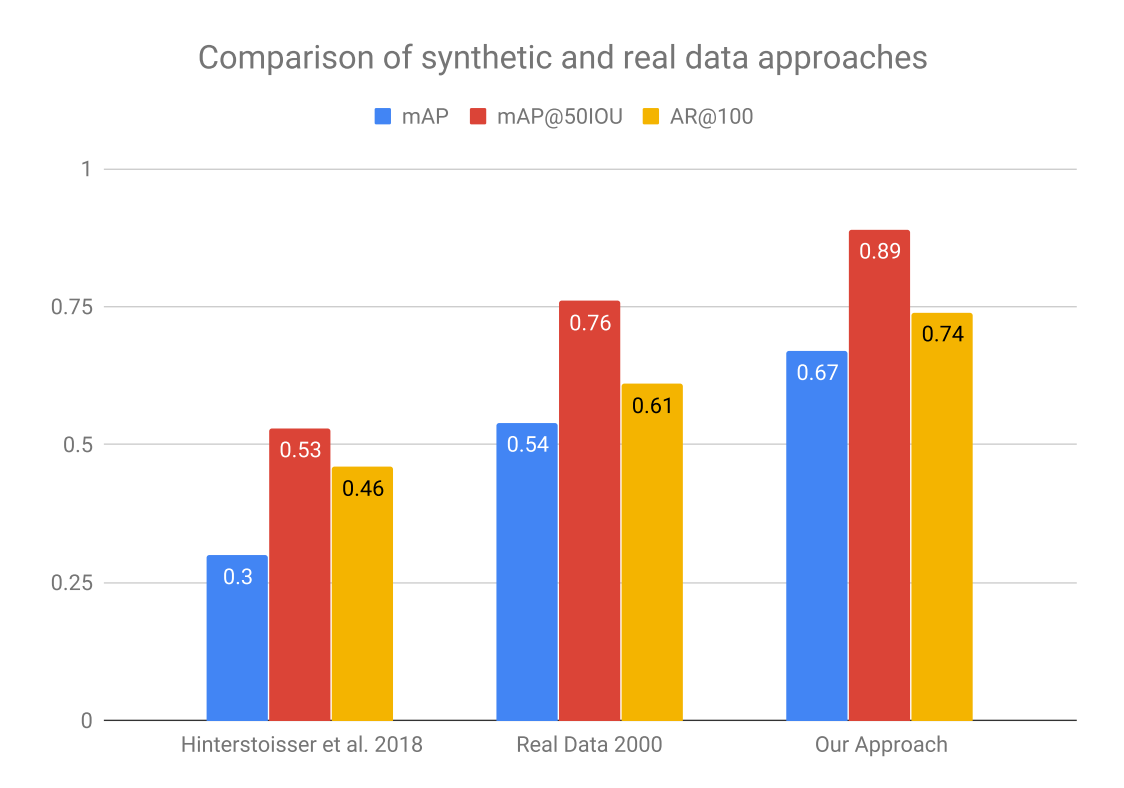 Comparison of synthetic and real data approaches
mAP mAP@50IOU AR@100
1
0.75
0.5
0.25
0
0.3
0.53
0.46
0.54
0.76
0.61
0.67
0.89
0.74
Hinterstoisser et al. 2018
Real Data 2000
Our Approach